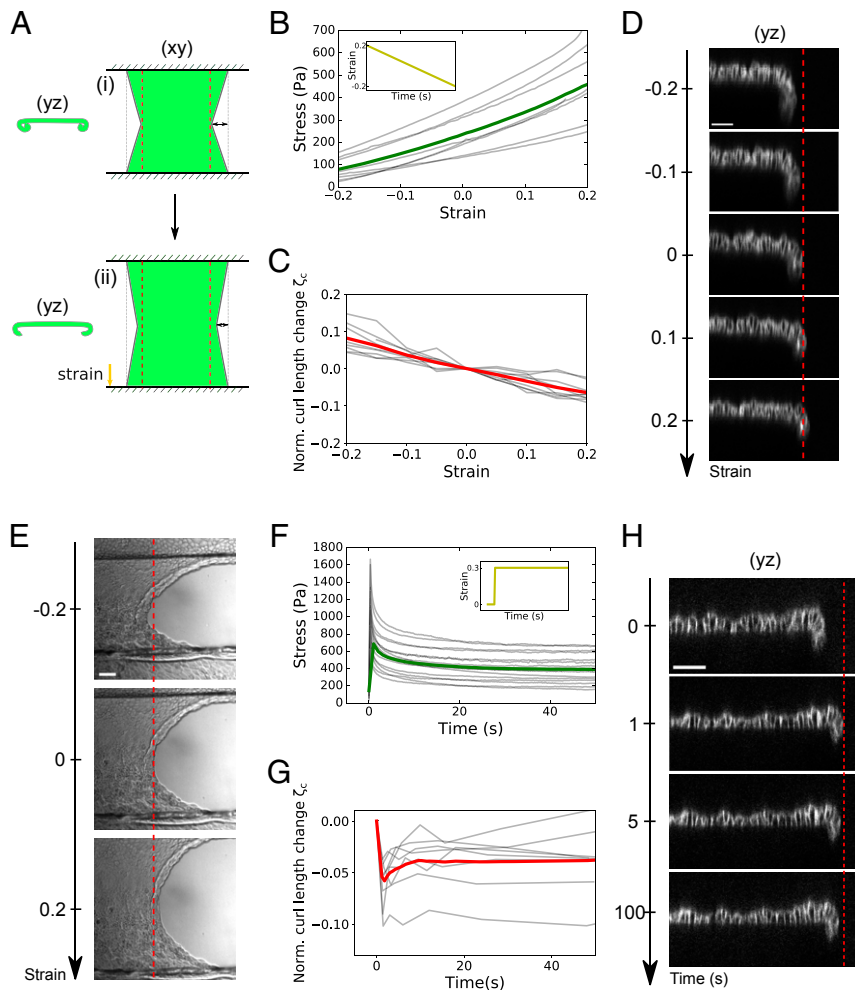 A
(xy)
(i)
(yz)
(ii)
(yz)
strain
B
Stress (Pa)
700
600
500
400
300
200
100
0
-0.2
-0.1
0.0
0.1
0.2
Strain
Strain
0.2
-0.2
Time (s)
C
Norm. curl length change ζc
0.2
0.1
0.0
−0.1
−0.2
−0.2
−0.1
0.0
0.1
0.2
Strain
D
(yz)
-0.2
-0.1
0
0.1
0.2
Strain
E
-0.2
0
0.2
Strain
F
Stress (Pa)
1800
1600
1400
1200
1000
800
600
400
200
0
0
20
40
Time (s)
Strain
0.3
0
Time (s)
G
Norm. curl length change ζc
0.00
−0.05
−0.10
0
20
40
Time(s)
H
(yz)
0
1
5
100
Time (s)